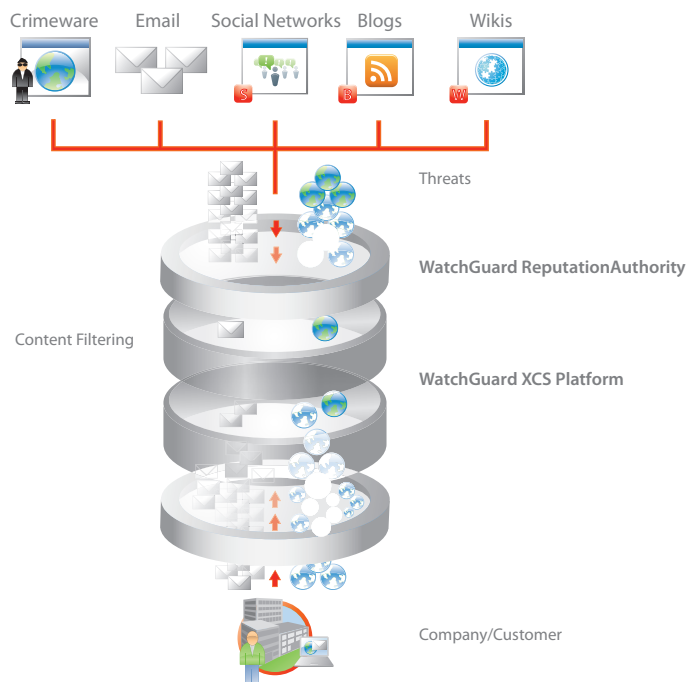 Crimeware
Email
Social Networks
Blogs
Wikis
S
B
W
Threats
WatchGuard ReputationAuthority
Content Filtering
WatchGuard XCS Platform
Company/Customer